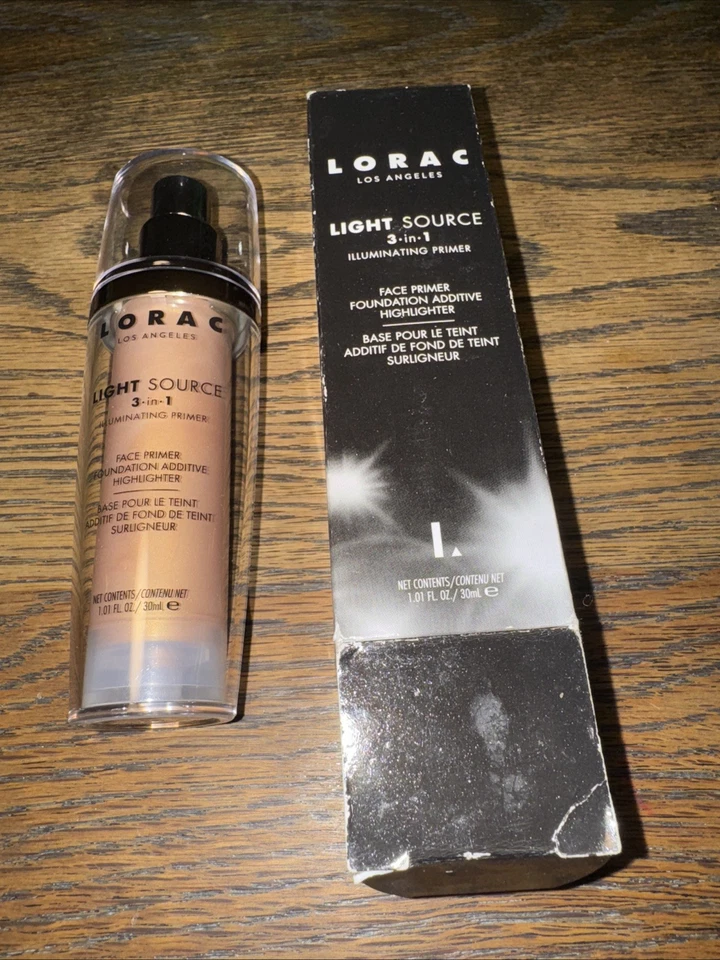 LORAC
LOS ANGELES
LIGHT SOURCE
3-in-1
ILLUMINATING PRIMER
FACE PRIMER
FOUNDATION ADDITIVE
HIGHLIGHTER
BASE POUR LE TEINT
ADDITIF DE FOND DE TEINT
SURLIGNEUR
NET CONTENTS/CONTENU NET
1.01 FL. OZ./30mL e
LORAC
LOS ANGELES
LIGHT SOURCE
3-in-1
ILLUMINATING PRIMER
FACE PRIMER
FOUNDATION ADDITIVE
HIGHLIGHTER
BASE POUR LE TEINT
ADDITIF DE FOND DE TEINT
SURLIGNEUR
L.
NET CONTENTS/CONTENU NET
1.01 FL. OZ./30mL e